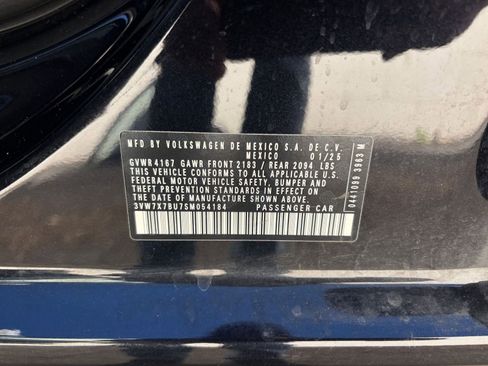 MFD. BY VOLKSWAGEN DE MEXICO S.A. DE C.V.
MEXICO 01/25
GVWR 4167 GAWR FRONT 2183 / REAR 2094 LBS
THIS VEHICLE CONFORMS TO ALL APPLICABLE
FEDERAL MOTOR VEHICLE SAFETY, BUMPER AND
THEFT PREVENTION STANDARDS IN EFFECT ON
THE DATE OF MANUFACTURE SHOWN ABOVE
3VW7X7BU7SM054184 PASSENGER CAR
0441099 3963 M